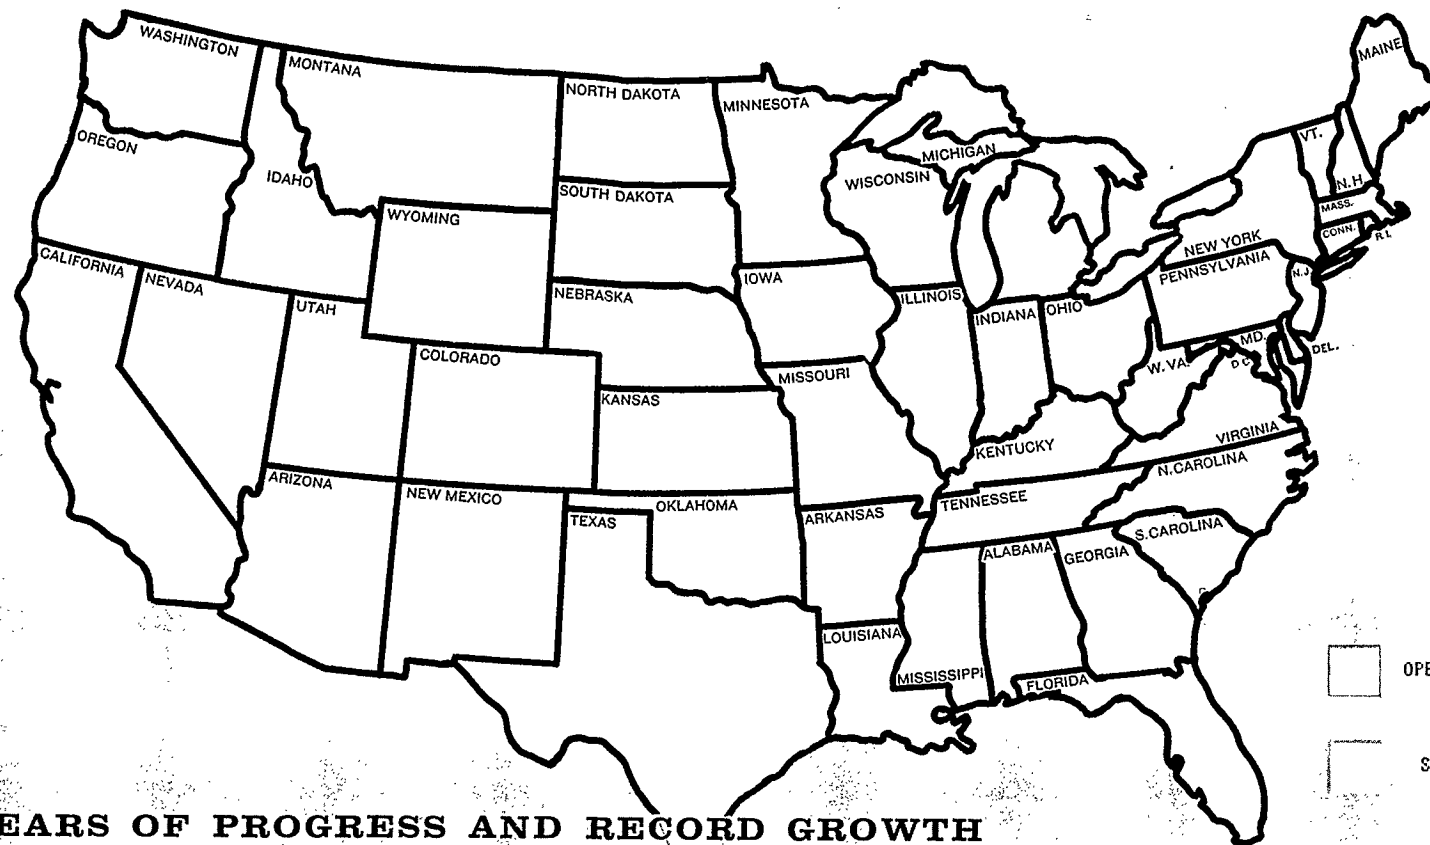 WASHINGTON
MONTANA
NORTH DAKOTA
MINNESOTA
MAINE
OREGON
IDAHO
MICHIGAN
WISCONSIN
VT.
N.H.
SOUTH DAKOTA
WYOMING
MASS.
CONN.
R.I.
NEW YORK
PENNSYLVANIA
N.J.
CALIFORNIA
NEVADA
UTAH
NEBRASKA
IOWA
ILLINOIS
INDIANA
OHIO
MD.
DEL.
W. VA.
D C
COLORADO
MISSOURI
KANSAS
KENTUCKY
VIRGINIA
N.CAROLINA
ARIZONA
NEW MEXICO
TEXAS
OKLAHOMA
ARKANSAS
TENNESSEE
S.CAROLINA
ALABAMA
GEORGIA
LOUISIANA
MISSISSIPPI
FLORIDA
OPE
S
EARS OF PROGRESS AND RECORD GROWTH